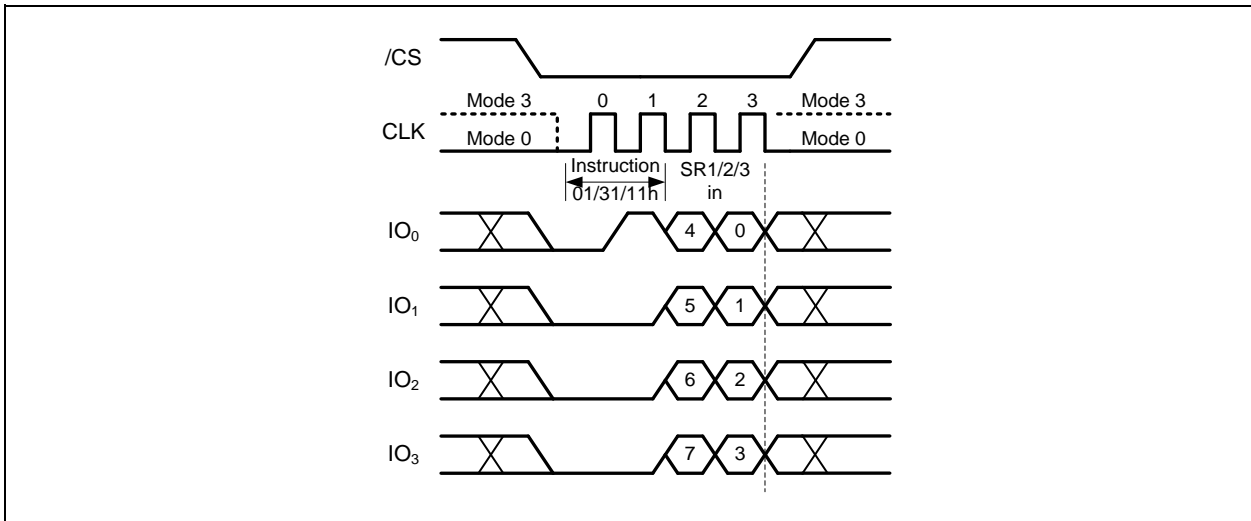 /CS
Mode 3 0 1 2 3 Mode 3
CLK
Mode 0 Mode 0
Instruction SR1/2/3
01/31/11h in
IO₀ 4 0
IO₁ 5 1
IO₂ 6 2
IO₃ 7 3